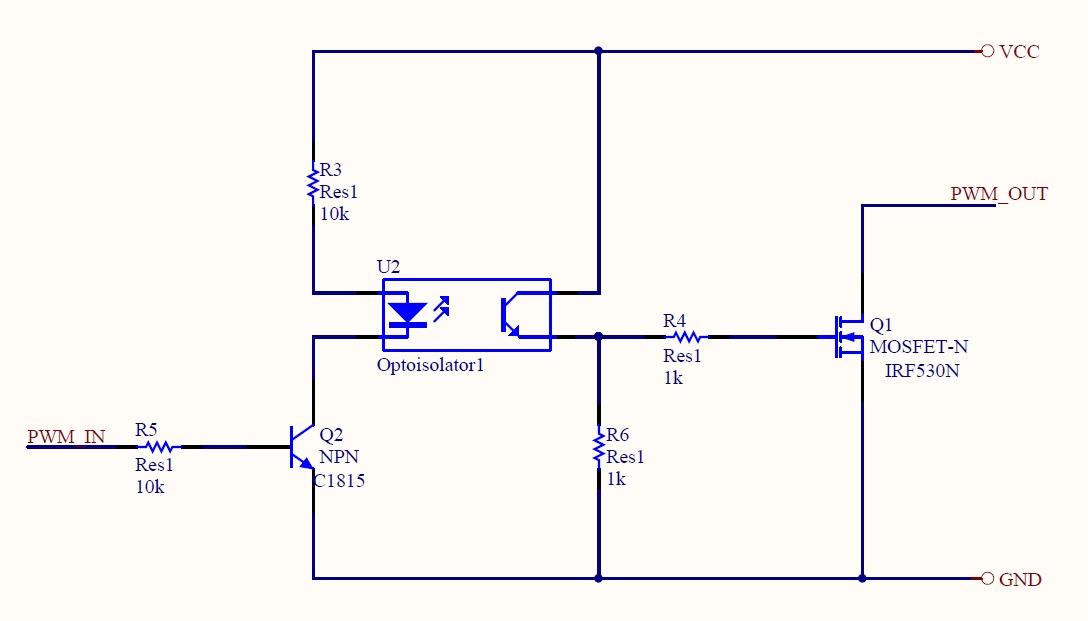 VCC
R3
Res1
10k
PWM_OUT
U2
R4
Q1
MOSFET-N
Res1
IRF530N
Optoisolator1
1k
PWM_IN
R5
Q2
R6
NPN
Res1
Res1
C1815
1k
10k
GND